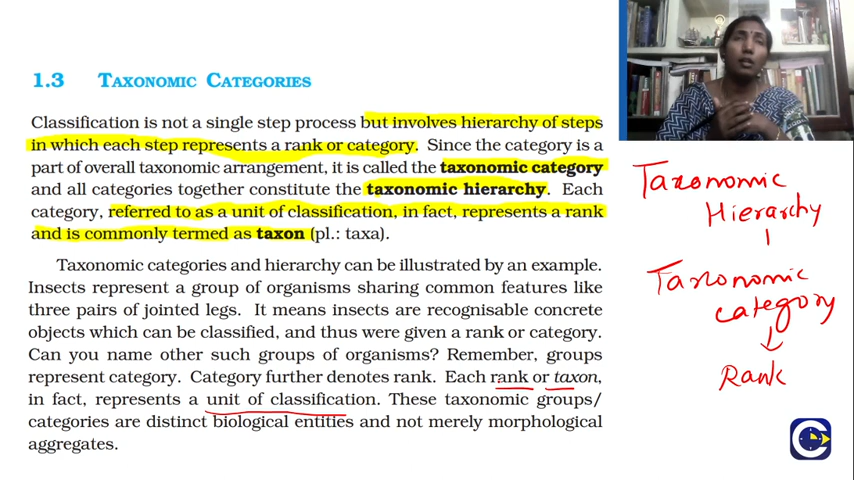 1.3 TAXONOMIC CATEGORIES
Classification is not a single step process but involves hierarchy of steps
in which each step represents a rank or category. Since the category is a
part of overall taxonomic arrangement, it is called the taxonomic category
and all categories together constitute the taxonomic hierarchy. Each
category, referred to as a unit of classification, in fact, represents a rank
and is commonly termed as taxon (pl.: taxa).
Taxonomic categories and hierarchy can be illustrated by an example.
Insects represent a group of organisms sharing common features like
three pairs of jointed legs. It means insects are recognisable concrete
objects which can be classified, and thus were given a rank or category.
Can you name other such groups of organisms? Remember, groups
represent category. Category further denotes rank. Each rank or taxon,
in fact, represents a unit of classification. These taxonomic groups/
categories are distinct biological entities and not merely morphological
aggregates.
Taxonomic
Hierarchy
Taxonomic
category
Rank